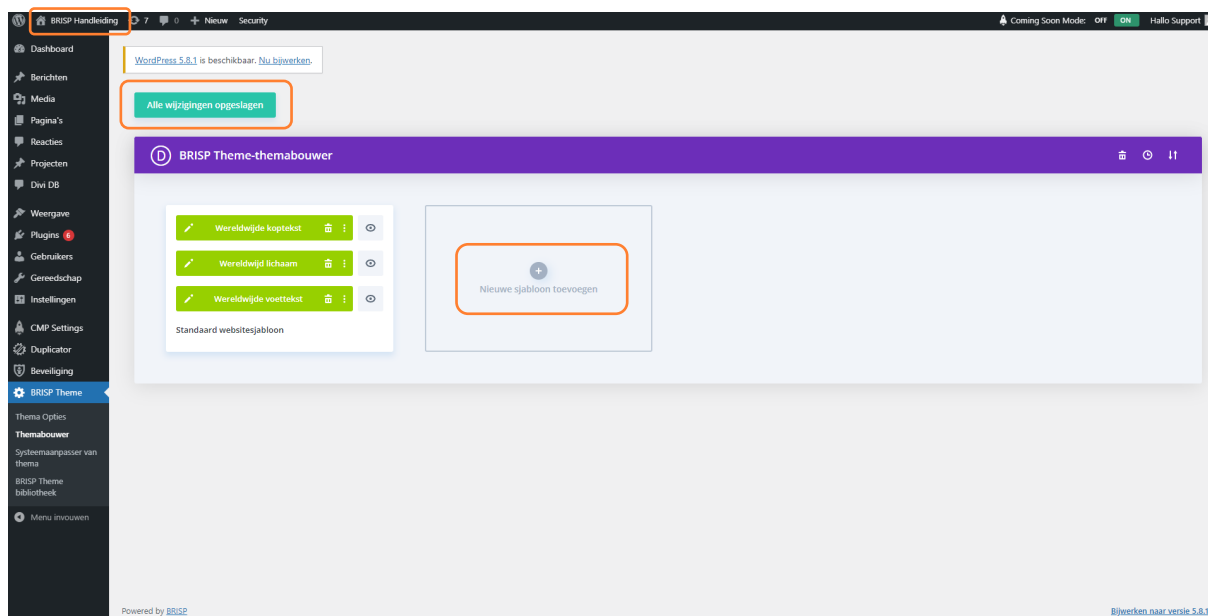 BRISP Handleiding 7 0 Nieuw Security Coming Soon Mode: OFF ON Hallo Support
Dashboard
Berichten
Media
Pagina's
Reacties
Projecten
Divi DB
Weergave
Plugins 6
Gebruikers
Gereedschap
Instellingen
CMP Settings
Duplicator
Beveiliging
BRISP Theme
Thema Opties
Themabouwer
Systeemaanpasser van
thema
BRISP Theme
bibliotheek
Menu invouwen
WordPress 5.8.1 is beschikbaar. Nu bijwerken.
Alle wijzigingen opgeslagen
D BRISP Theme-themabouwer
Wereldwijde koptekst
Wereldwijd lichaam
Wereldwijde voettekst
Standaard websitesjabloon
Nieuwe sjabloon toevoegen
Powered by BRISP
Bijwerken naar versie 5.8.1